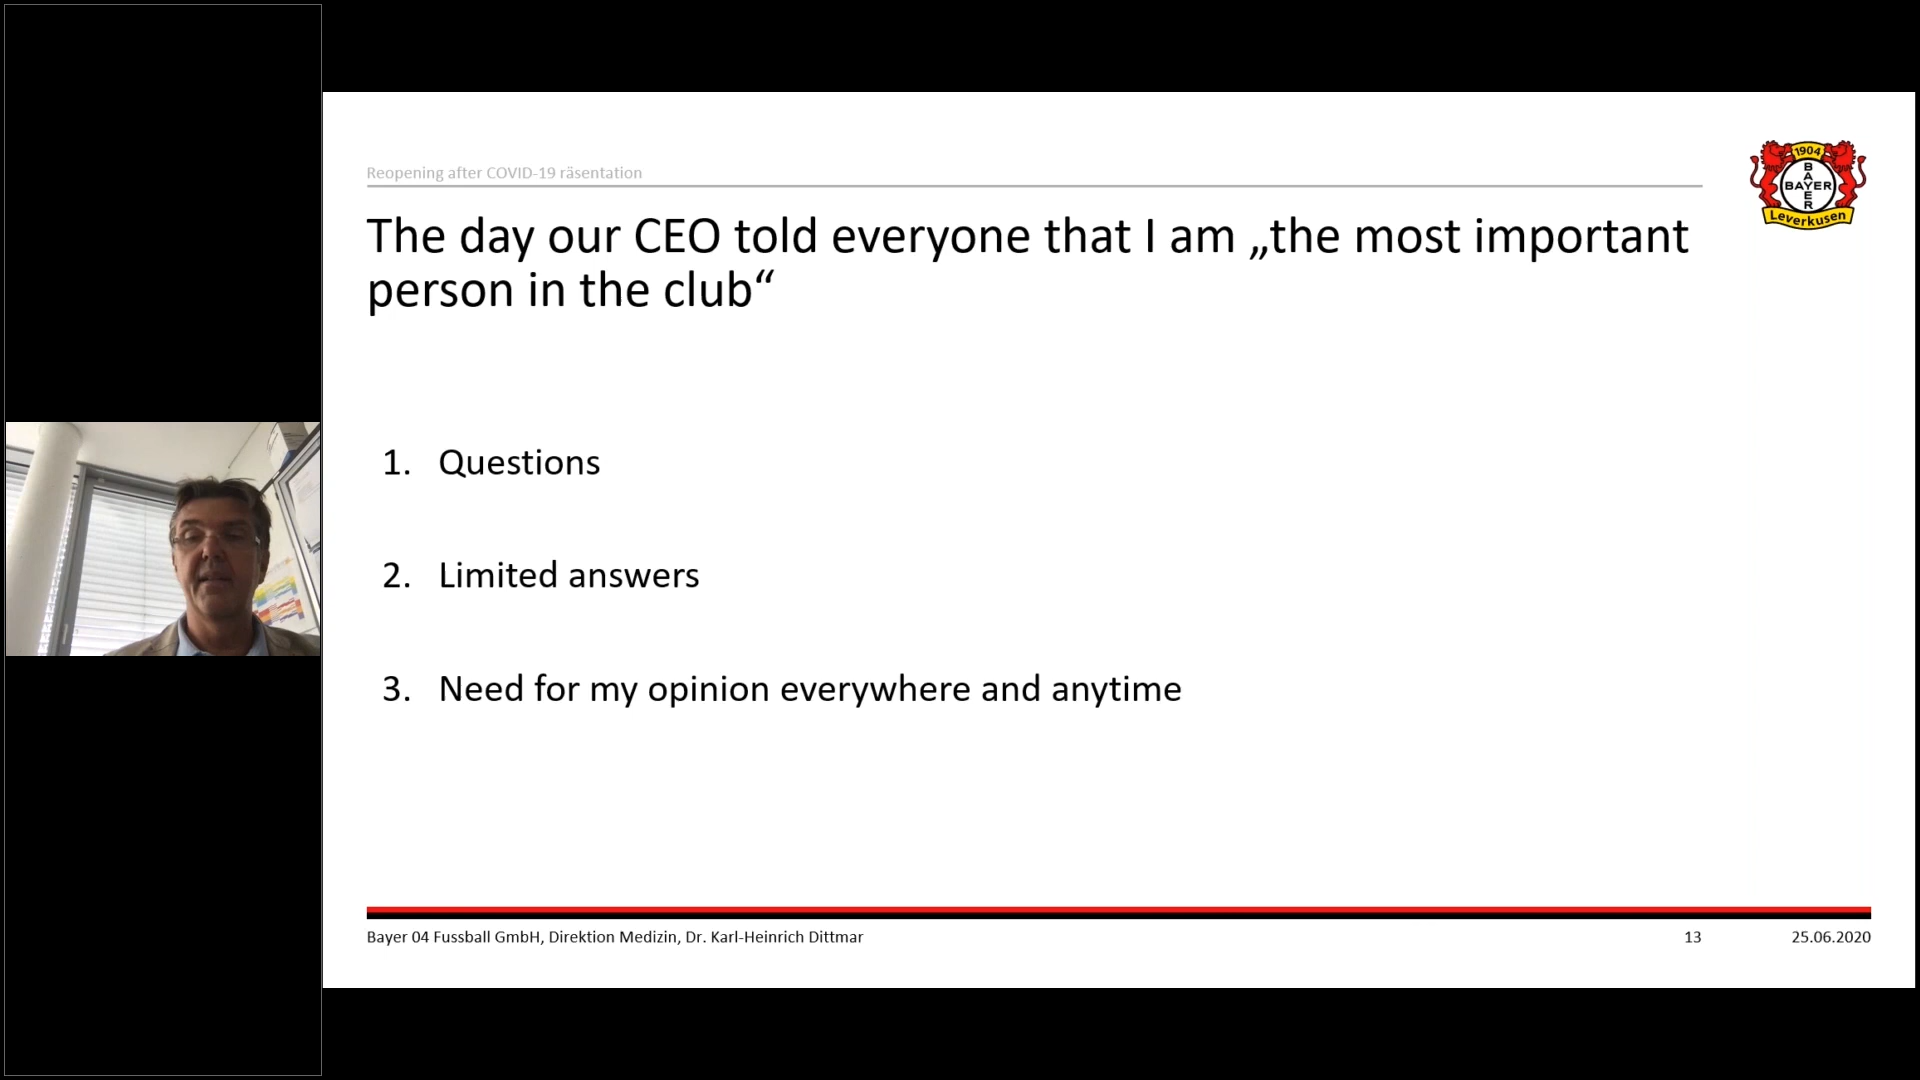 Reopening after COVID-19 räsentation
1904
BAYER
BAYER
Leverkusen
The day our CEO told everyone that I am „the most important
person in the club“
1. Questions
2. Limited answers
3. Need for my opinion everywhere and anytime
Bayer 04 Fussball GmbH, Direktion Medizin, Dr. Karl-Heinrich Dittmar 13 25.06.2020